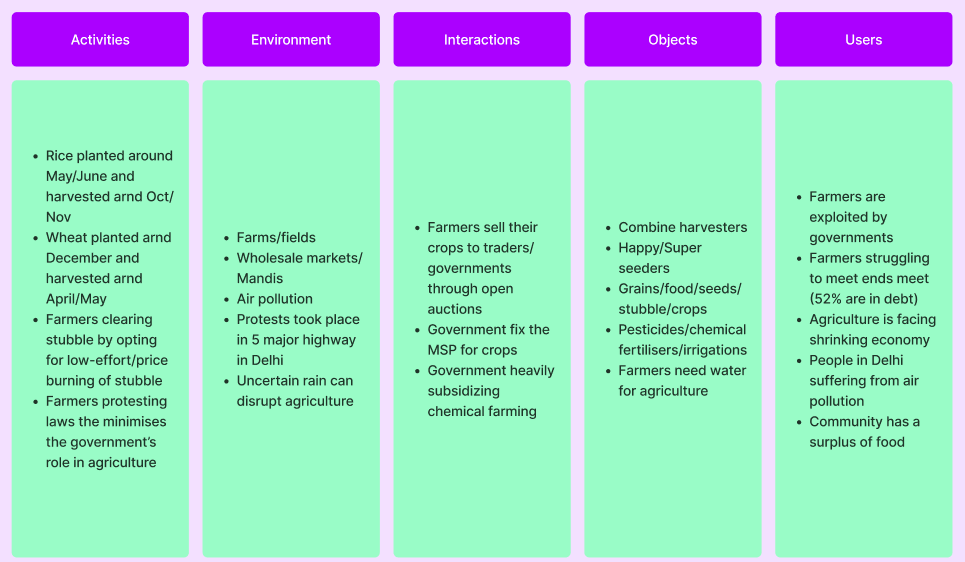 Activities
Environment
Interactions
Objects
Users
• Rice planted around
May/June and
harvested arnd Oct/
Nov
• Wheat planted arnd
December and
harvested arnd
April/May
• Farmers clearing
stubble by opting
for low-effort/price
burning of stubble
• Farmers protesting
laws the minimises
the government's
role in agriculture
• Farms/fields
• Wholesale markets/
Mandis
• Air pollution
• Protests took place
in 5 major highway
in Delhi
• Uncertain rain can
disrupt agriculture
• Farmers sell their
crops to traders/
governments
through open
auctions
• Government fix the
MSP for crops
• Government heavily
subsidizing
chemical farming
• Combine harvesters
• Happy/Super
seeders
• Grains/food/seeds/
stubble/crops
• Pesticides/chemical
fertilisers/irrigations
• Farmers need water
for agriculture
• Farmers are
exploited by
governments
• Farmers struggling
to meet ends meet
(52% are in debt)
• Agriculture is facing
shrinking economy
• People in Delhi
suffering from air
pollution
• Community has a
surplus of food